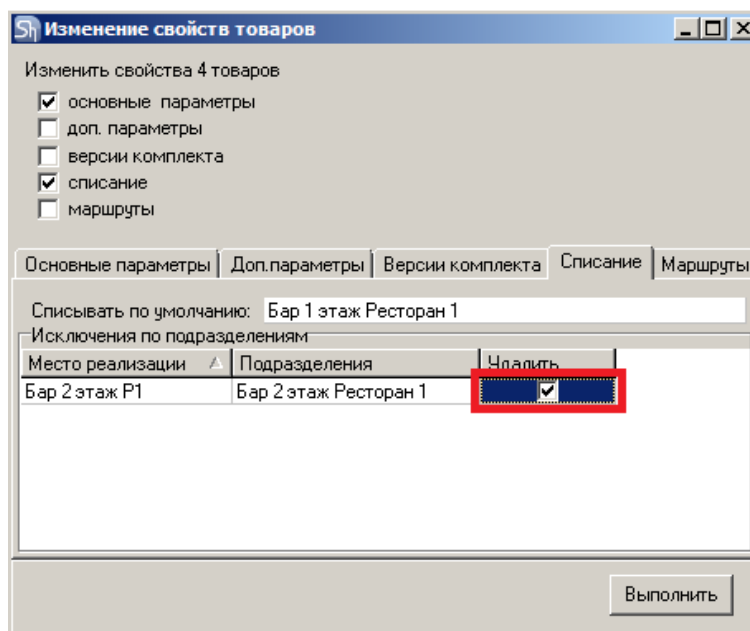 Sh Изменение свойств товаров
Изменить свойства 4 товаров
основные параметры
доп. параметры
версии комплекта
списание
маршруты
Основные параметры Доп.параметры Версии комплекта Списание Маршруты
Списывать по умолчанию: Бар 1 этаж Ресторан 1
Исключения по подразделениям
Место реализации Подразделения Удалить
Бар 2 этаж Р1 Бар 2 этаж Ресторан 1
Выполнить